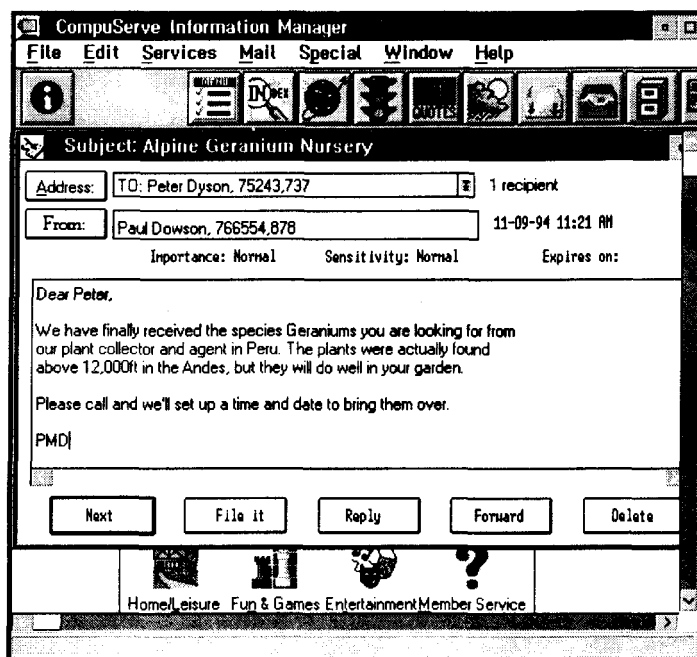 CompuServe Information Manager
File Edit Services Mail Special Window Help
INDEX QUOTES
Subject: Alpine Geranium Nursery
Address: TO: Peter Dyson, 75243,737 1 recipient
From: Paul Dowson, 766554,878 11-09-94 11:21 AM
Importance: Normal Sensitivity: Normal Expires on:
Dear Peter,
We have finally received the species Geraniums you are looking for from
our plant collector and agent in Peru. The plants were actually found
above 12,000ft in the Andes, but they will do well in your garden.
Please call and we'll set up a time and date to bring them over.
PMD
Next File it Reply Forward Delete
Home/Leisure Fun & Games Entertainment Member Service